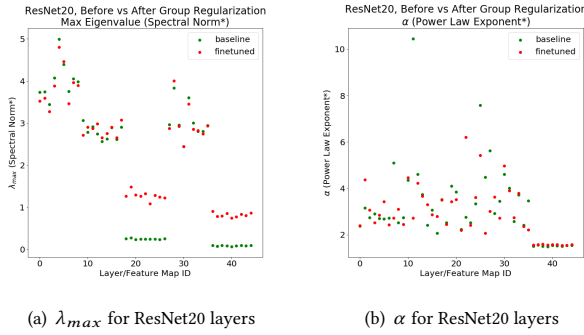 ResNet20, Before vs After Group Regularization
Max Eigenvalue (Spectral Norm*)
baseline
finetuned
5
4
3
2
1
0
λmax (Spectral Norm*)
0 10 20 30 40
Layer/Feature Map ID
(a) λmax for ResNet20 layers
ResNet20, Before vs After Group Regularization
α (Power Law Exponent*)
baseline
finetuned
10
8
6
4
2
α (Power Law Exponent*)
0 10 20 30 40
Layer/Feature Map ID
(b) α for ResNet20 layers